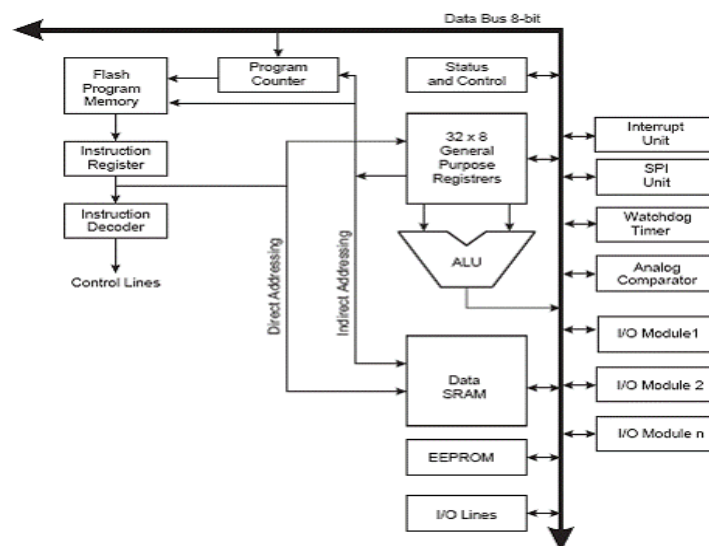 Data Bus 8-bit
Flash
Program
Memory
Program
Counter
Status
and Control
Instruction
Register
32 x 8
General
Purpose
Registrers
Interrupt
Unit
SPI
Unit
Instruction
Decoder
Watchdog
Timer
ALU
Analog
Comparator
Control Lines
Direct Addressing
Indirect Addressing
I/O Module1
Data
SRAM
I/O Module 2
I/O Module n
EEPROM
I/O Lines